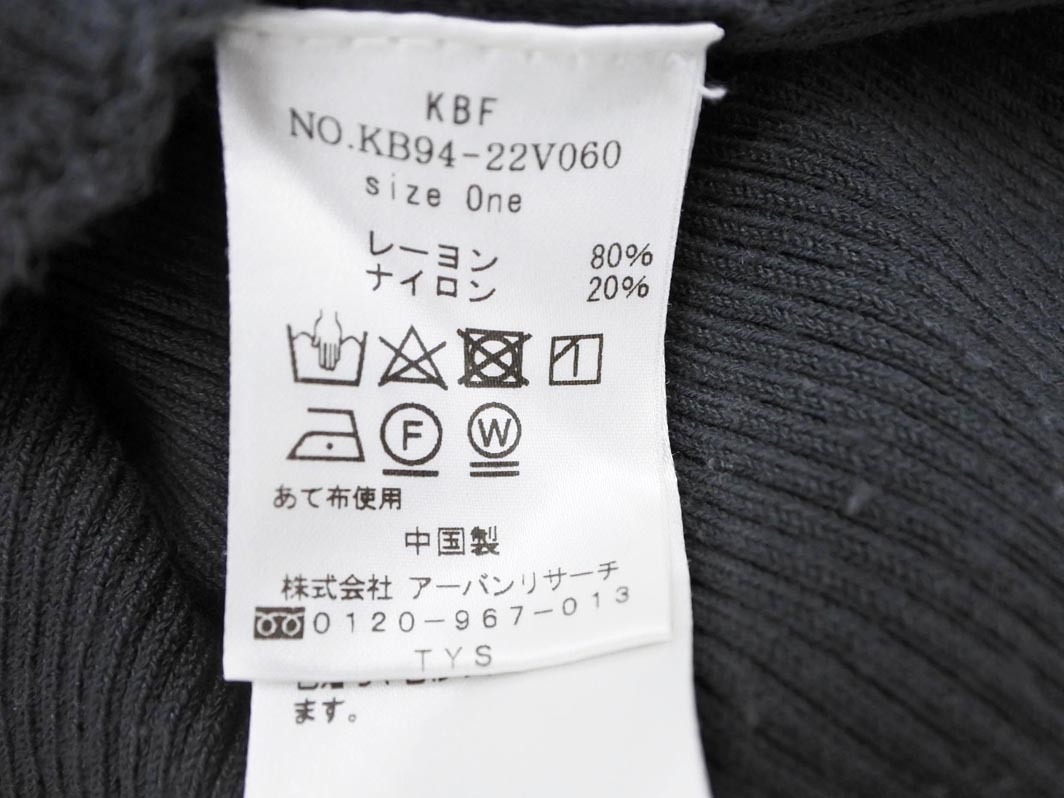 KBF
NO.KB94-22V060
size One
レーヨン 80%
ナイロン 20%
F W
あて布使用
中国製
株式会社 アーバンリサーチ
0120-967-013
TYS
ます。